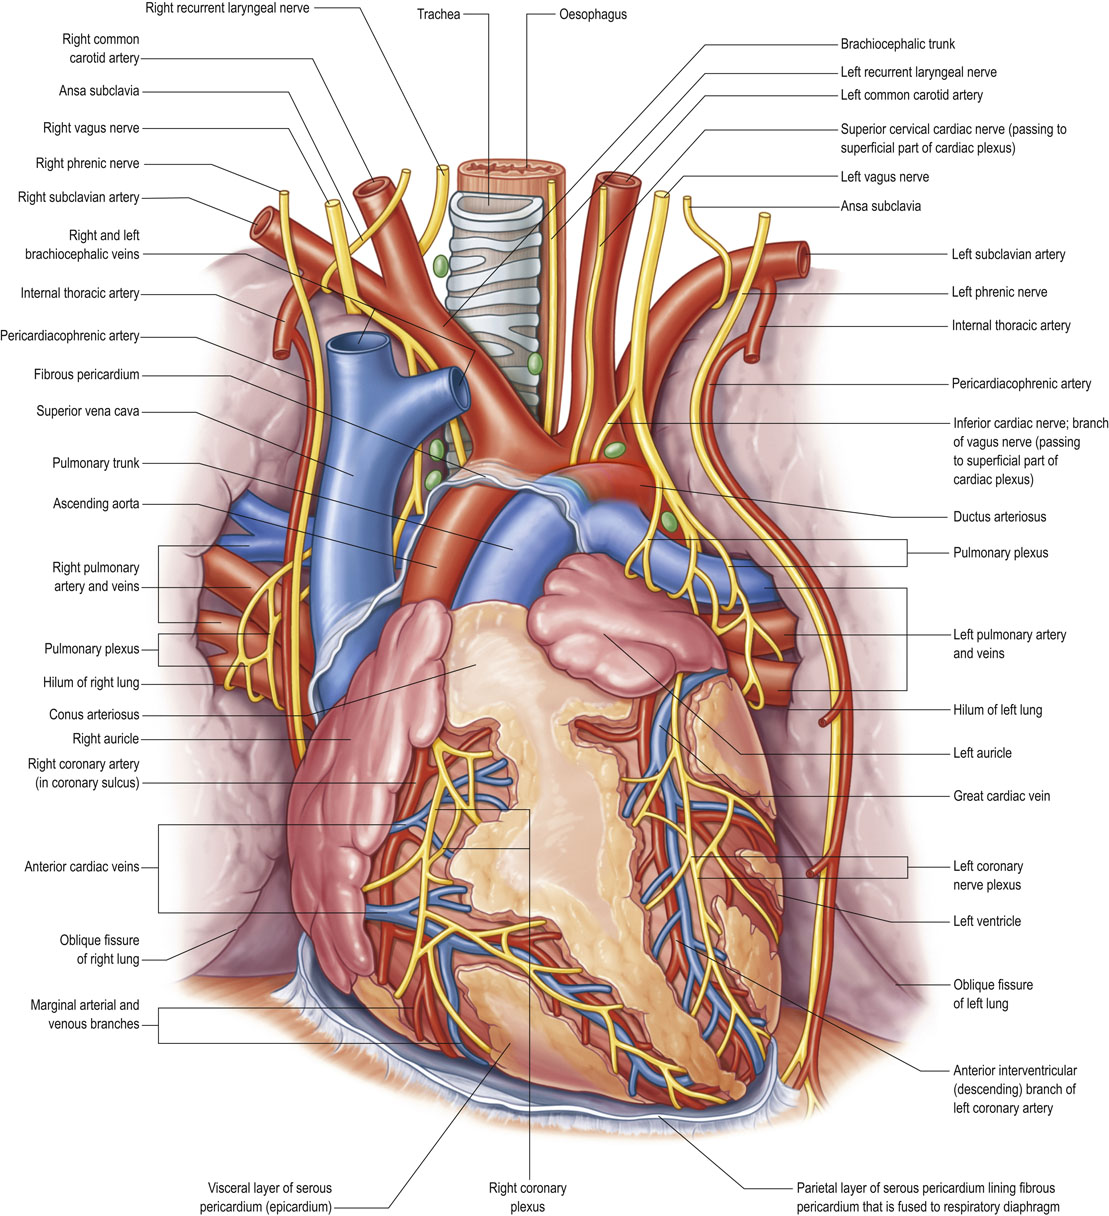 Right recurrent laryngeal nerve
Trachea
Oesophagus
Right common
carotid artery
Ansa subclavia
Right vagus nerve
Right phrenic nerve
Right subclavian artery
Right and left
brachiocephalic veins
Internal thoracic artery
Pericardiacophrenic artery
Fibrous pericardium
Superior vena cava
Pulmonary trunk
Ascending aorta
Right pulmonary
artery and veins
Pulmonary plexus
Hilum of right lung
Conus arteriosus
Right auricle
Right coronary artery
(in coronary sulcus)
Anterior cardiac veins
Oblique fissure
of right lung
Marginal arterial and
venous branches
Brachiocephalic trunk
Left recurrent laryngeal nerve
Left common carotid artery
Superior cervical cardiac nerve (passing to
superficial part of cardiac plexus)
Left vagus nerve
Ansa subclavia
Left subclavian artery
Left phrenic nerve
Internal thoracic artery
Pericardiacophrenic artery
Inferior cardiac nerve; branch
of vagus nerve (passing
to superficial part of
cardiac plexus)
Ductus arteriosus
Pulmonary plexus
Left pulmonary artery
and veins
Hilum of left lung
Left auricle
Great cardiac vein
Left coronary
nerve plexus
Left ventricle
Oblique fissure
of left lung
Anterior interventricular
(descending) branch of
left coronary artery
Visceral layer of serous
pericardium (epicardium)
Right coronary
plexus
Parietal layer of serous pericardium lining fibrous
pericardium that is fused to respiratory diaphragm